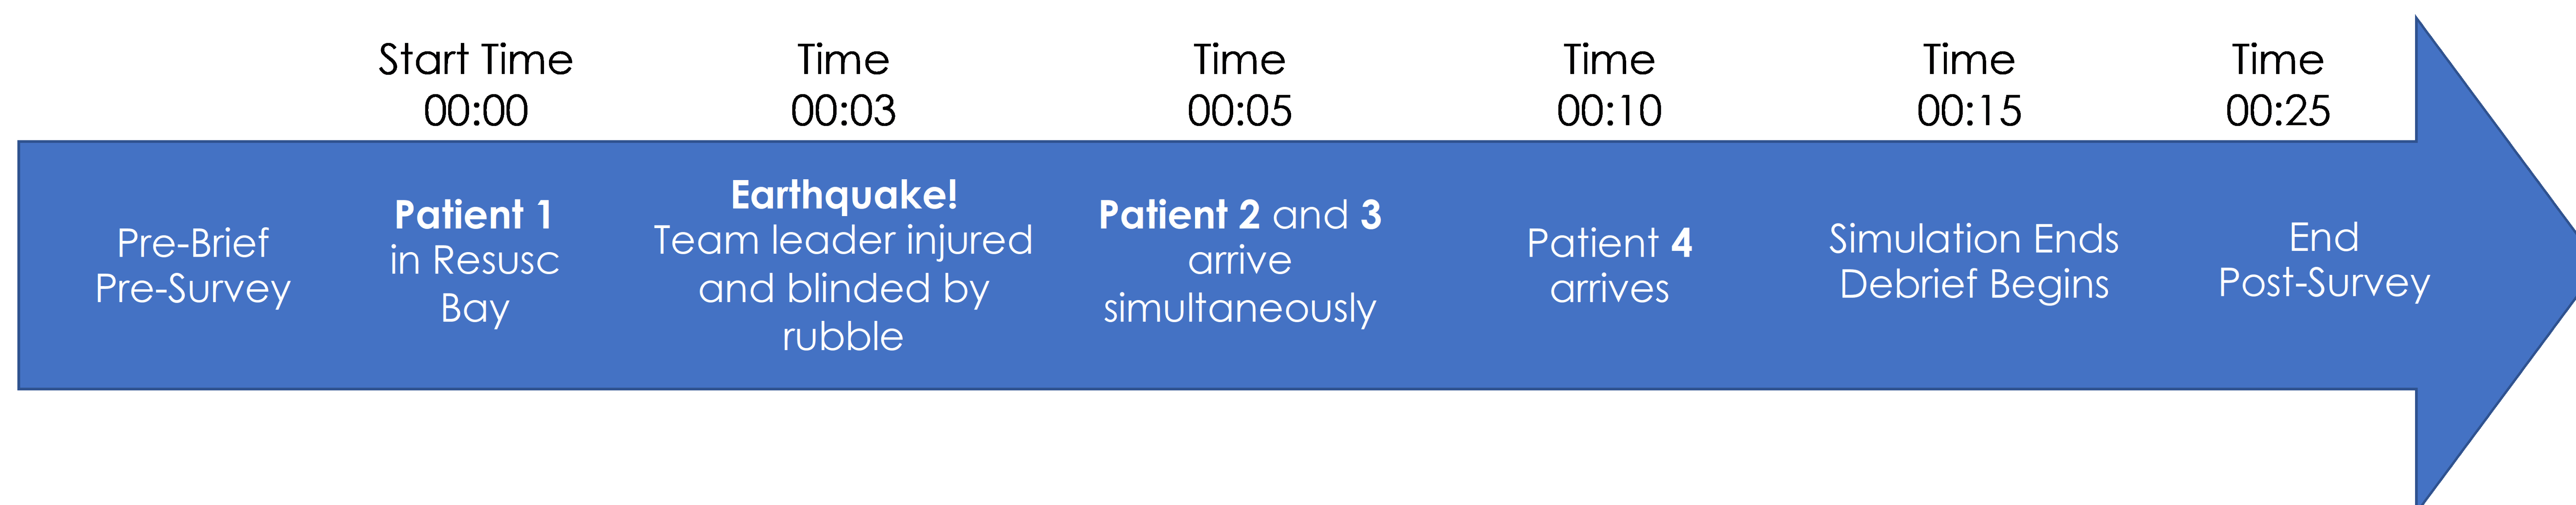 Start Time
00:00
Time
00:03
Time
00:05
Time
00:10
Time
00:15
Time
00:25
Pre-Brief
Pre-Survey
Patient 1
in Resusc
Bay
Earthquake!
Team leader injured
and blinded by
rubble
Patient 2 and 3
arrive
simultaneously
Patient 4
arrives
Simulation Ends
Debrief Begins
End
Post-Survey